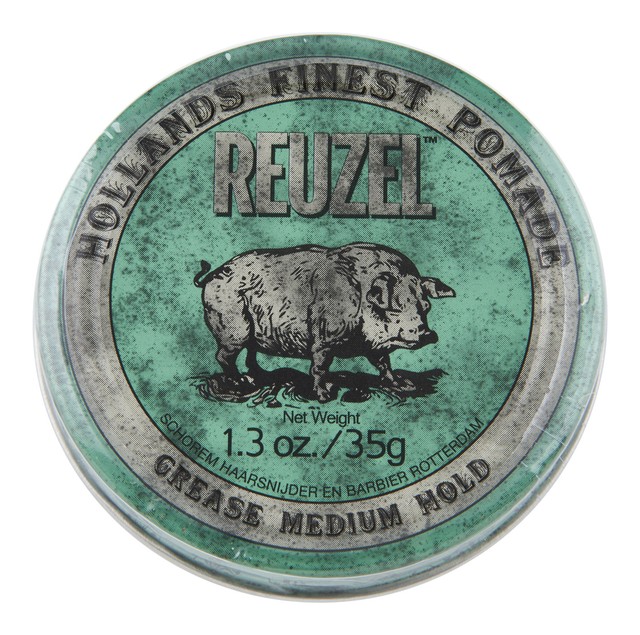 HOLLANDS FINEST POMADE
REUZEL™
Net Weight
1.3 oz./35g
SCHOREM HAARSNIJDER EN BARBIER ROTTERDAM
GREASE MEDIUM HOLD